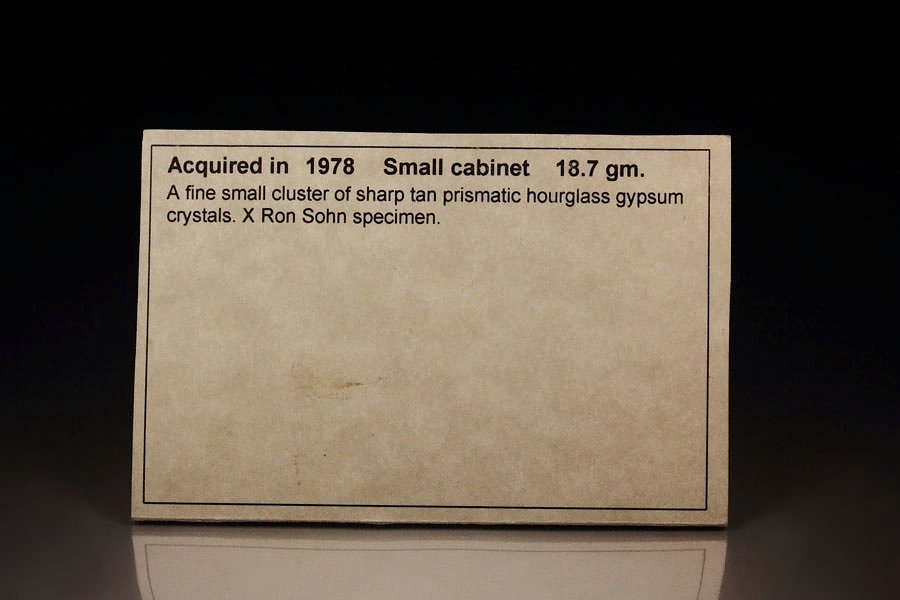 Acquired in 1978 Small cabinet 18.7 gm.
A fine small cluster of sharp tan prismatic hourglass gypsum
crystals. X Ron Sohn specimen.